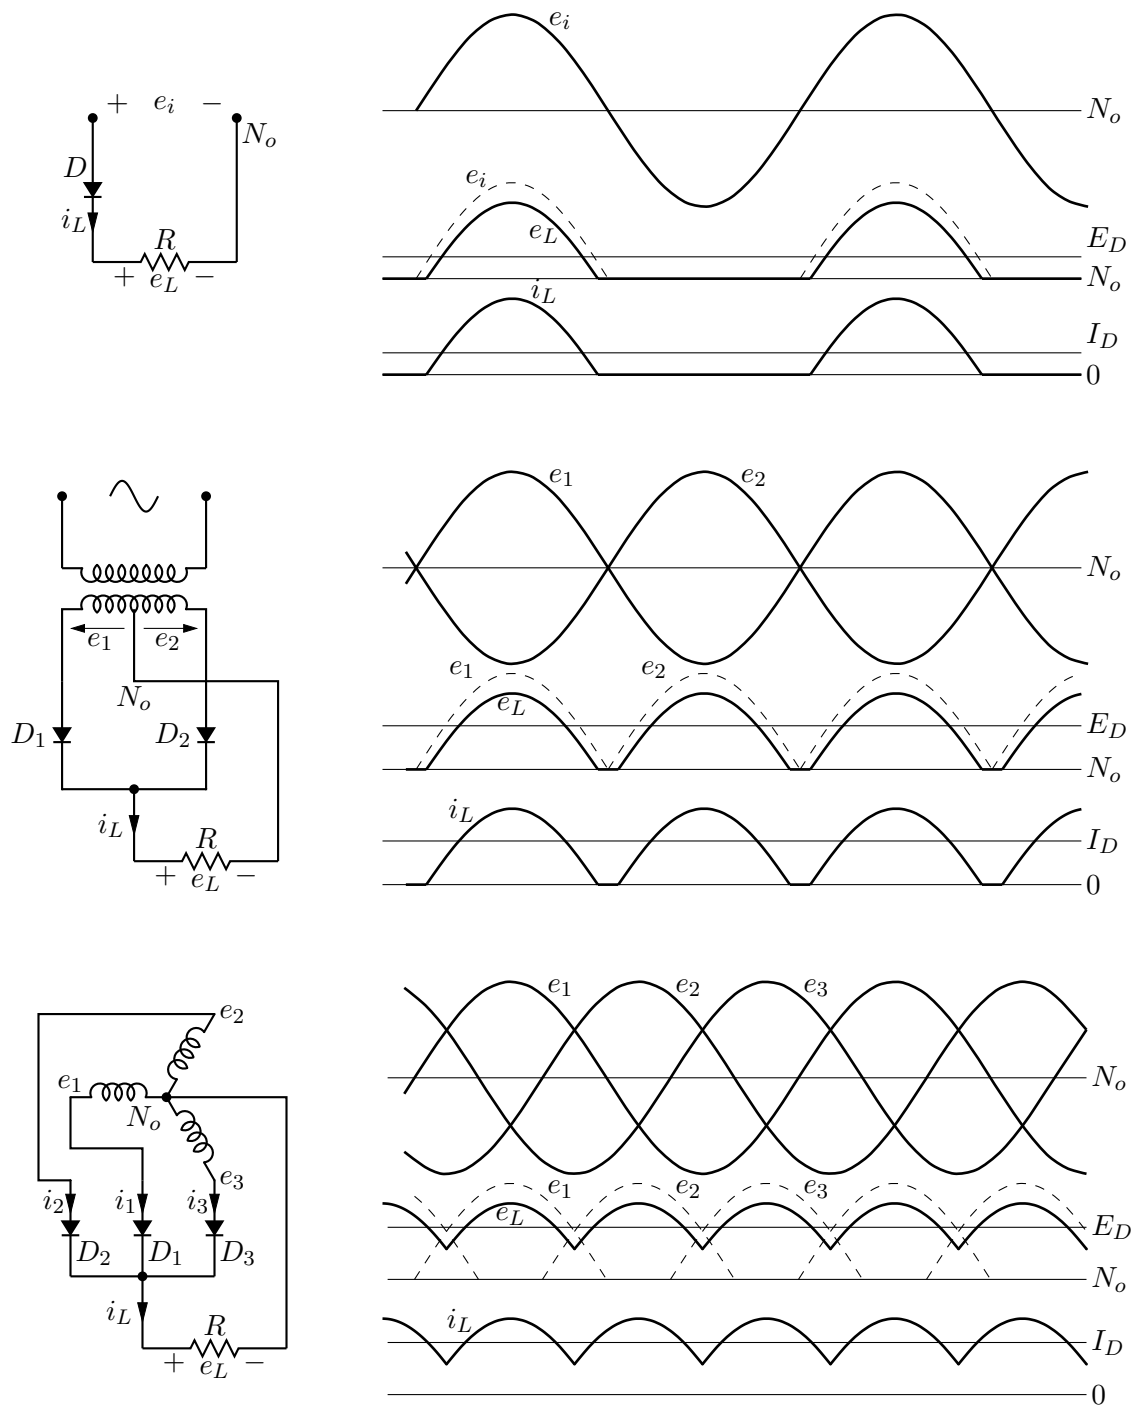 + e_i −
N_o
D
i_L
R
+ e_L −
e_i
N_o
e_i
e_L
E_D
N_o
i_L
I_D
0
e_1 e_2
N_o
D_1 D_2
i_L
R
+ e_L −
e_1 e_2
N_o
e_1 e_2
e_L
E_D
N_o
i_L
I_D
0
e_2
e_1
N_o
e_3
i_2 i_1 i_3
D_2 D_1 D_3
i_L
R
+ e_L −
e_1 e_2 e_3
N_o
e_1 e_2 e_3
e_L
E_D
N_o
i_L
I_D
0